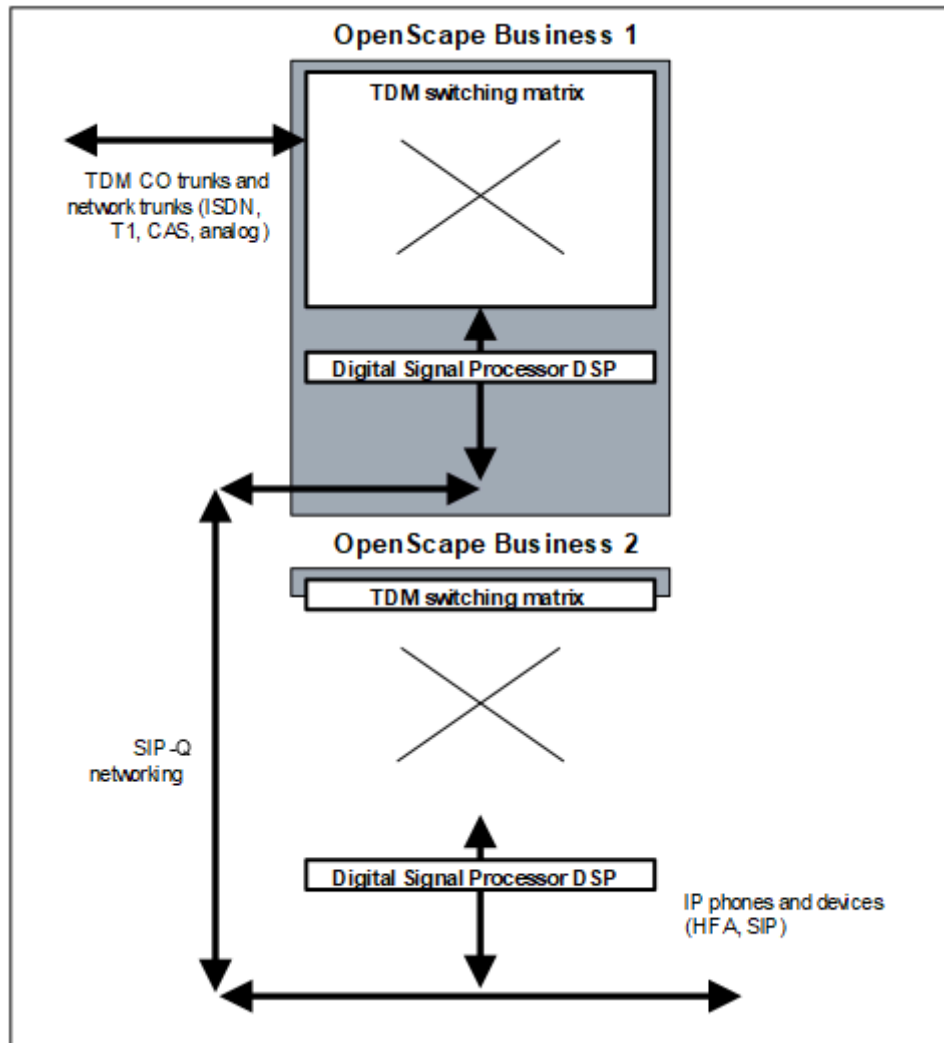 OpenScape Business 1
TDM switching matrix
TDM CO trunks and
network trunks (ISDN,
T1, CAS, analog)
Digital Signal Processor DSP
OpenScape Business 2
TDM switching matrix
SIP-Q
networking
Digital Signal Processor DSP
IP phones and devices
(HFA, SIP)